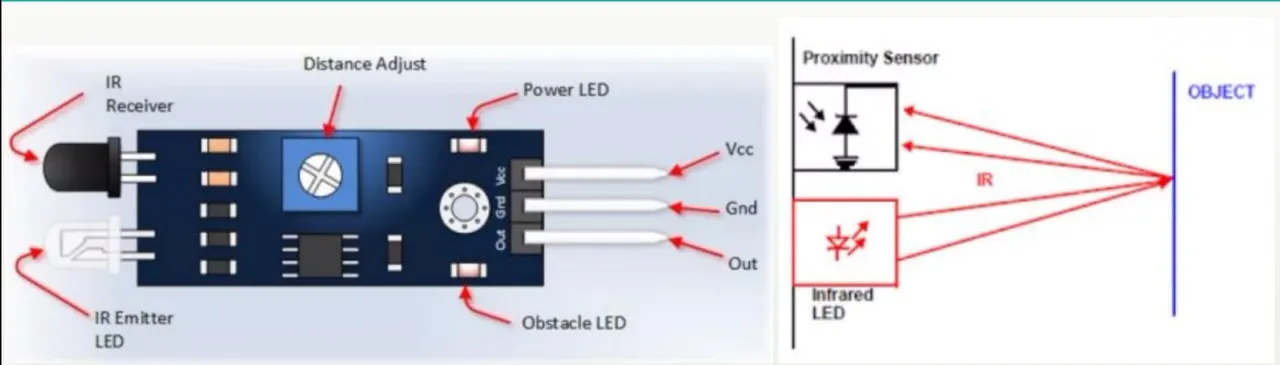 IR
Receiver
Distance Adjust
Power LED
Vcc
Gnd
Out
Vcc
Grd
Out
IR Emitter
LED
Obstacle LED
Proximity Sensor
OBJECT
IR
Infrared
LED